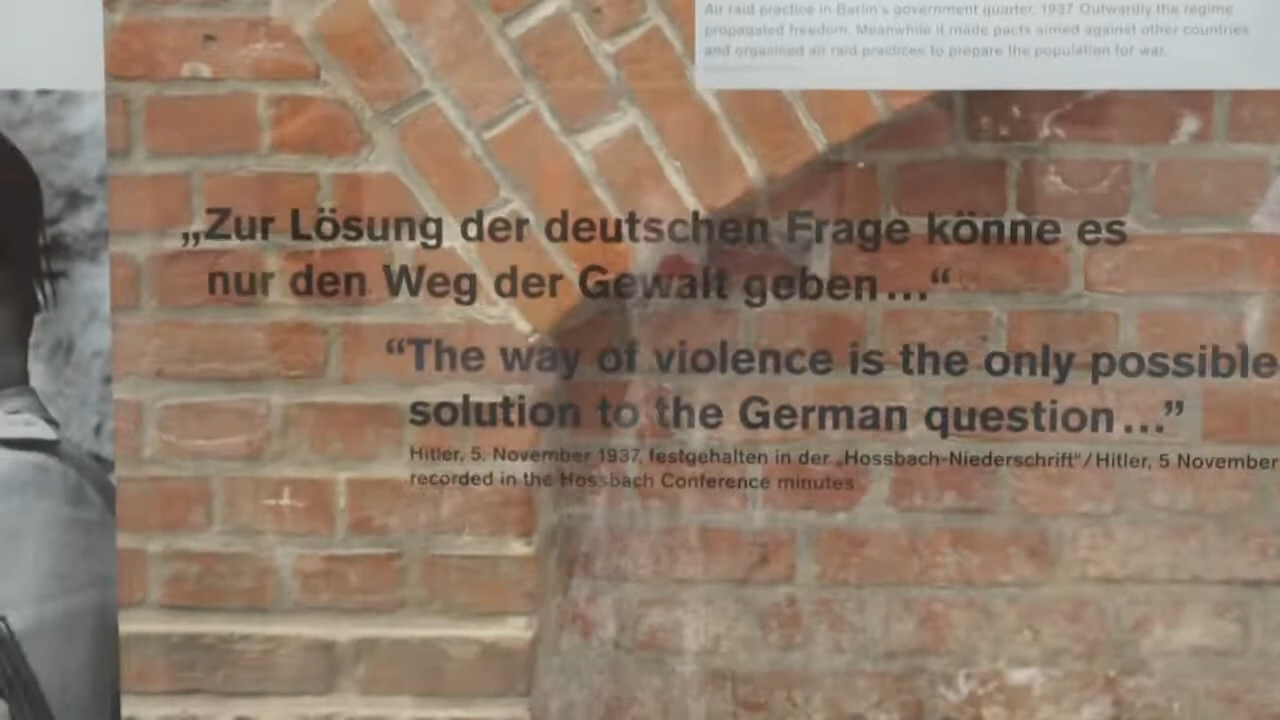 Air raid practice in Berlin's government quarter, 1937. Outwardly the regime
propagated freedom. Meanwhile it made pacts aimed against other countries
and organised air raid practices to prepare the population for war.
„Zur Lösung der deutschen Frage könne es
nur den Weg der Gewalt geben...“
“The way of violence is the only possible
solution to the German question...”
Hitler, 5. November 1937, festgehalten in der „Hossbach-Niederschrift“/Hitler, 5 November
recorded in the Hossbach Conference minutes